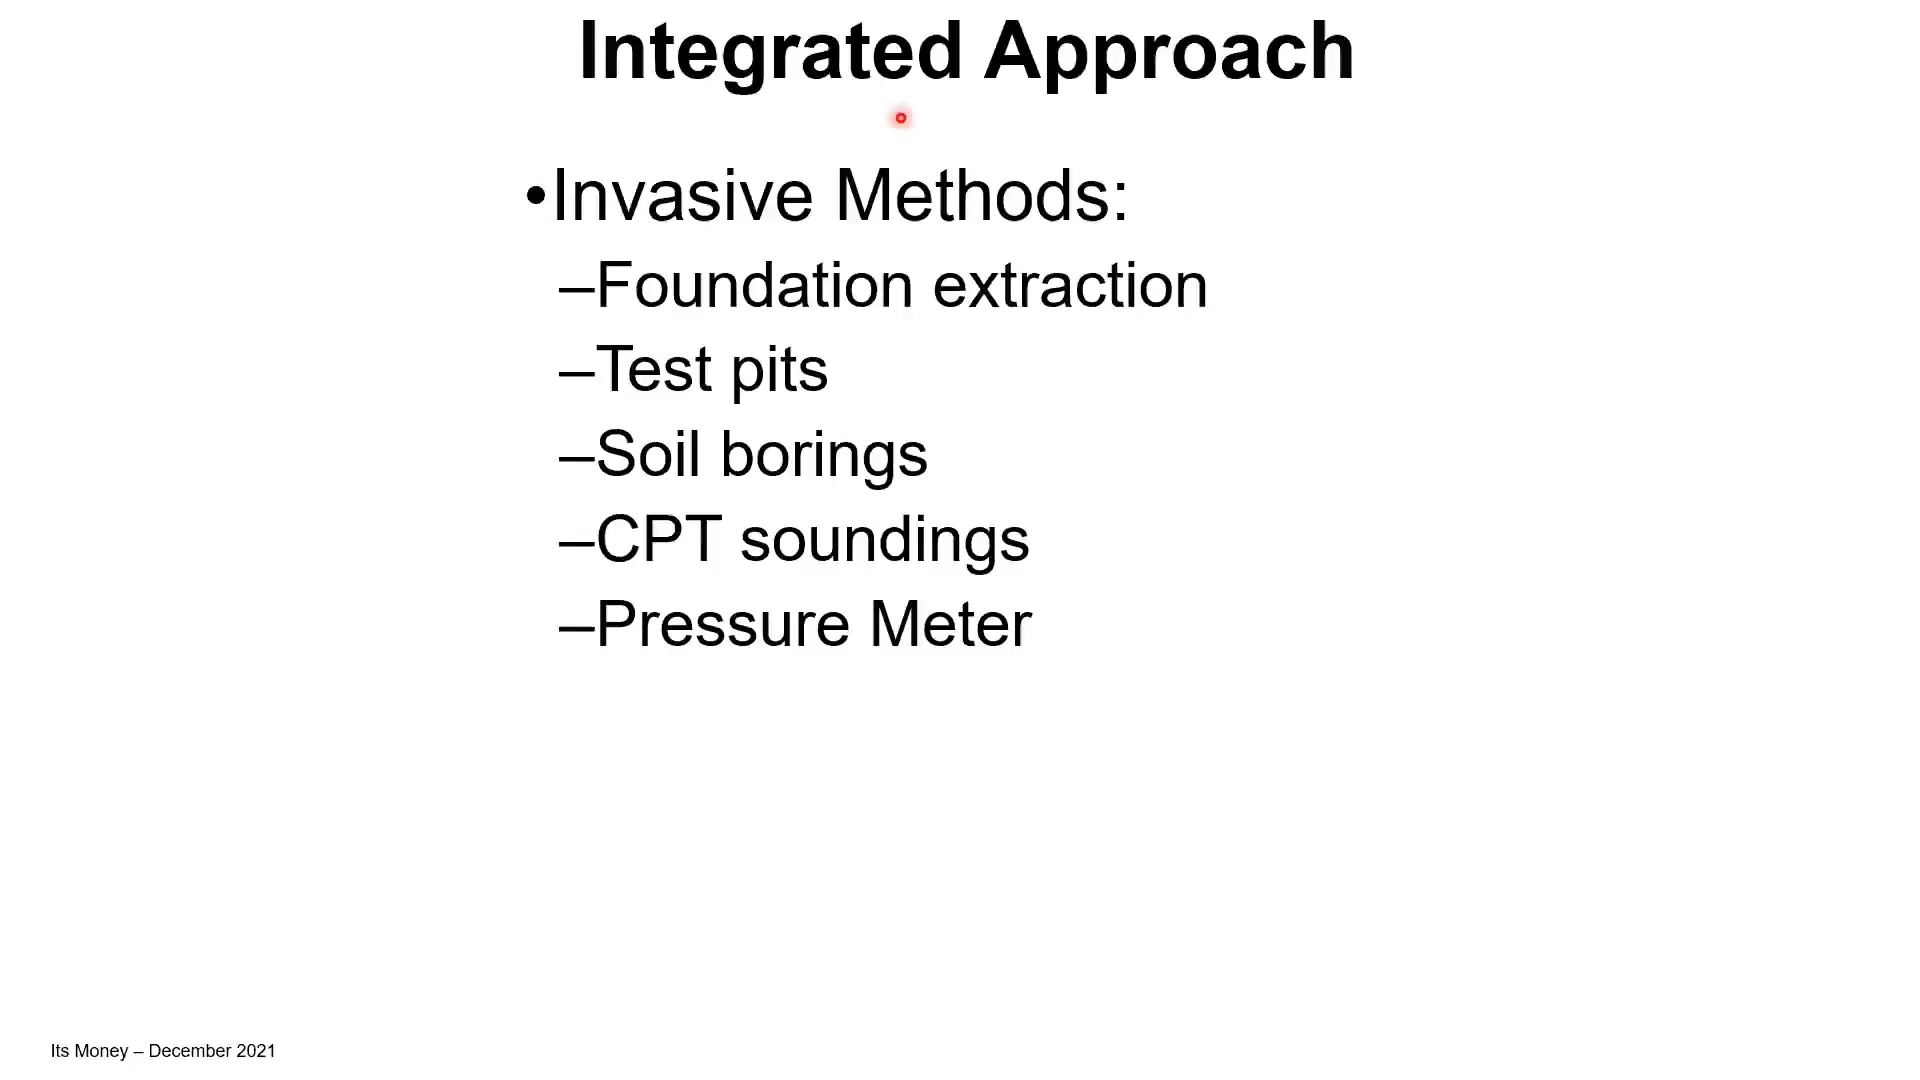 Integrated Approach
•Invasive Methods:
–Foundation extraction
–Test pits
–Soil borings
–CPT soundings
–Pressure Meter
Its Money – December 2021